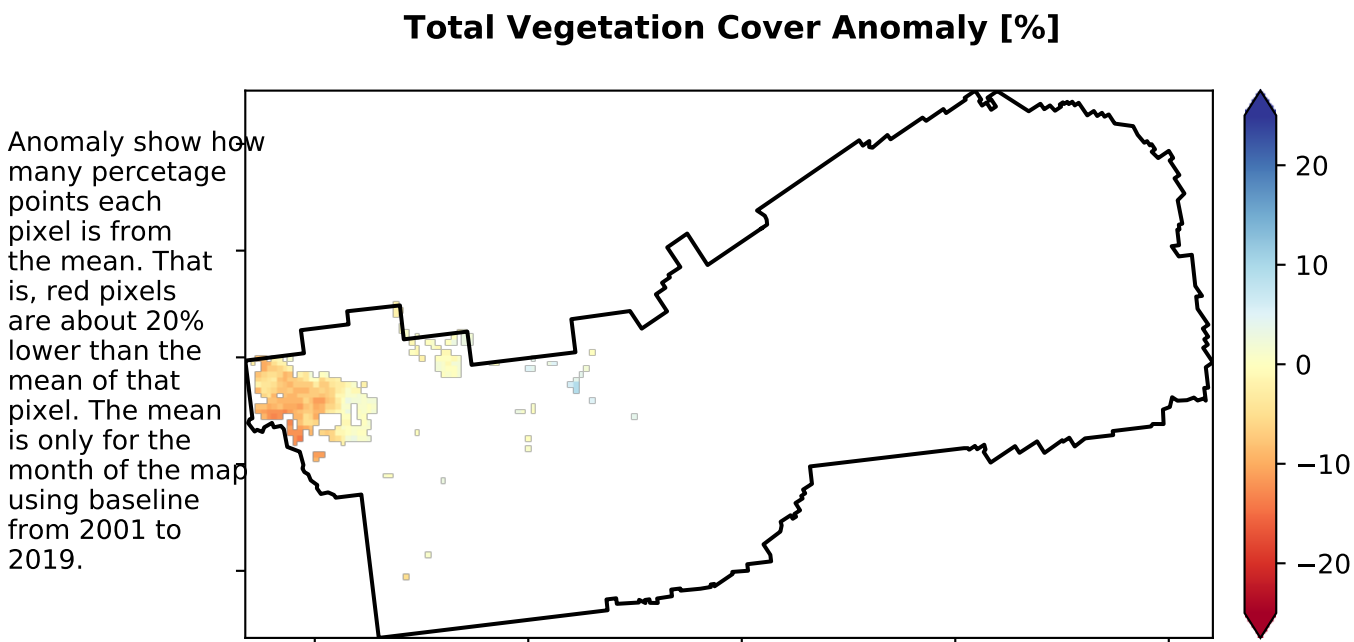 Total Vegetation Cover Anomaly [%]
Anomaly show how
many percetage
points each
pixel is from
the mean. That
is, red pixels
are about 20%
lower than the
mean of that
pixel. The mean
is only for the
month of the map
using baseline
from 2001 to
2019.
20
10
0
−10
−20